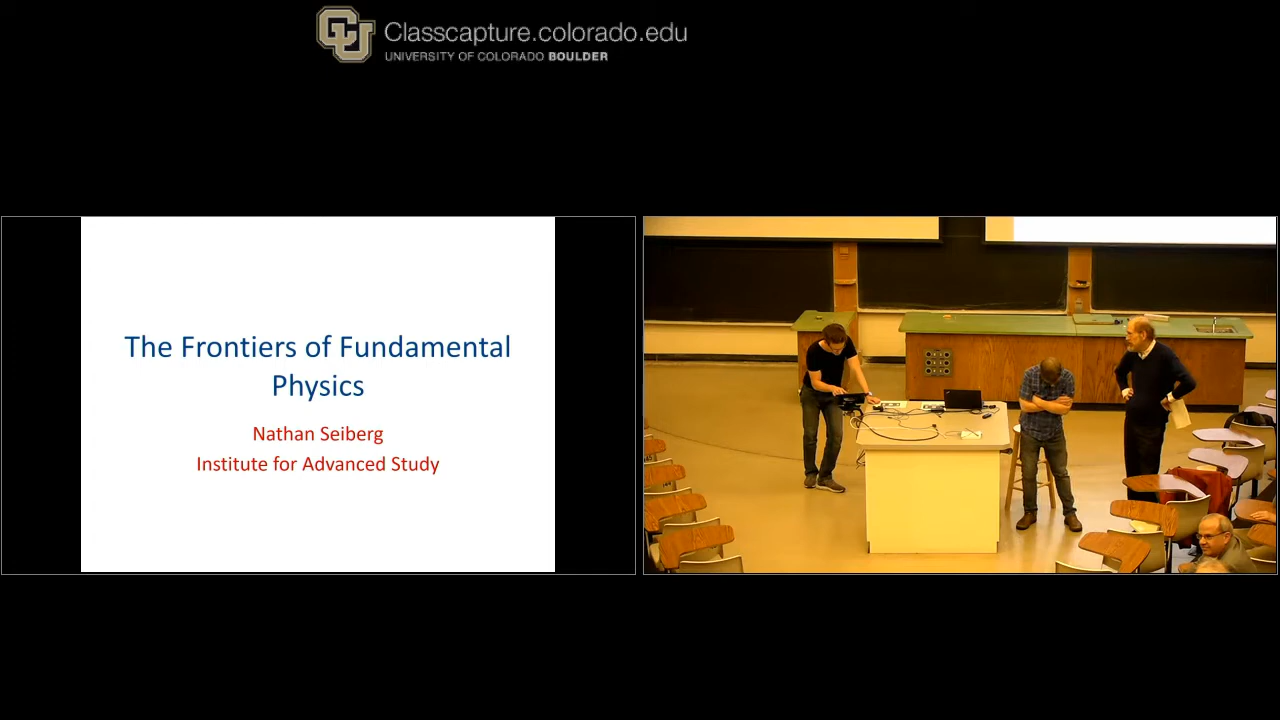 Classcapture.colorado.edu
UNIVERSITY OF COLORADO BOULDER
The Frontiers of Fundamental
Physics
Nathan Seiberg
Institute for Advanced Study